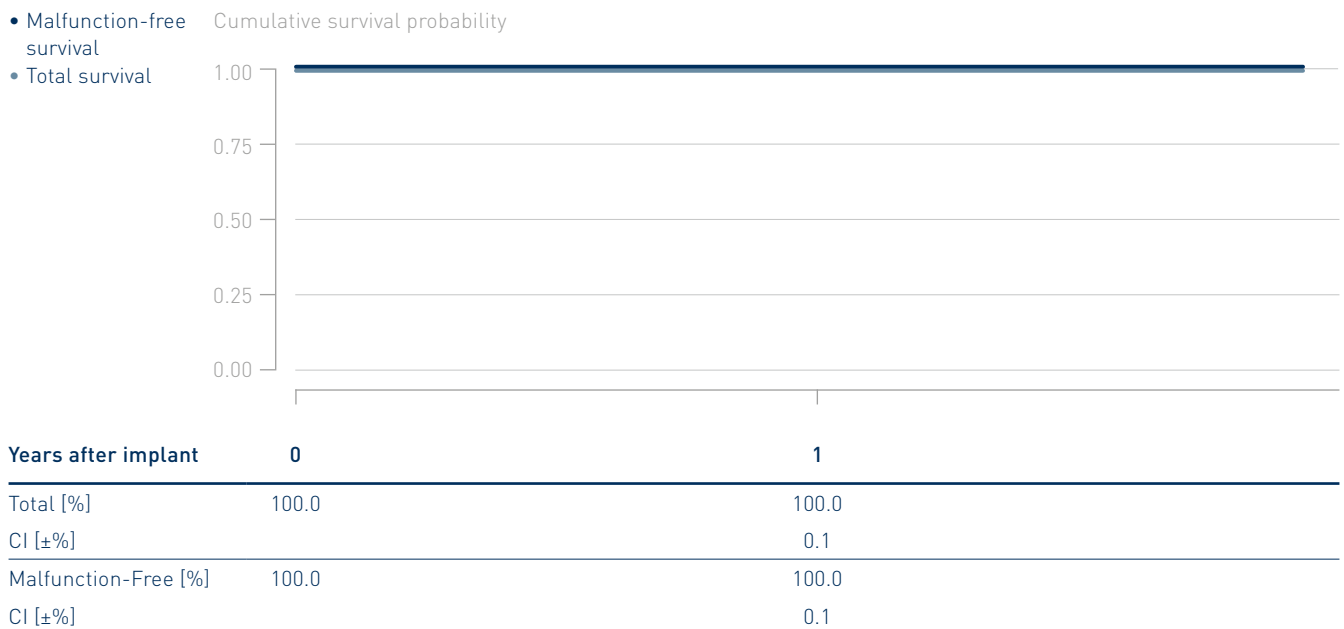 • Malfunction-free survival
• Total survival
Cumulative survival probability
1.00
0.75
0.50
0.25
0.00
Years after implant 0 1
Total [%] 100.0 100.0
CI [±%] 0.1
Malfunction-Free [%] 100.0 100.0
CI [±%] 0.1